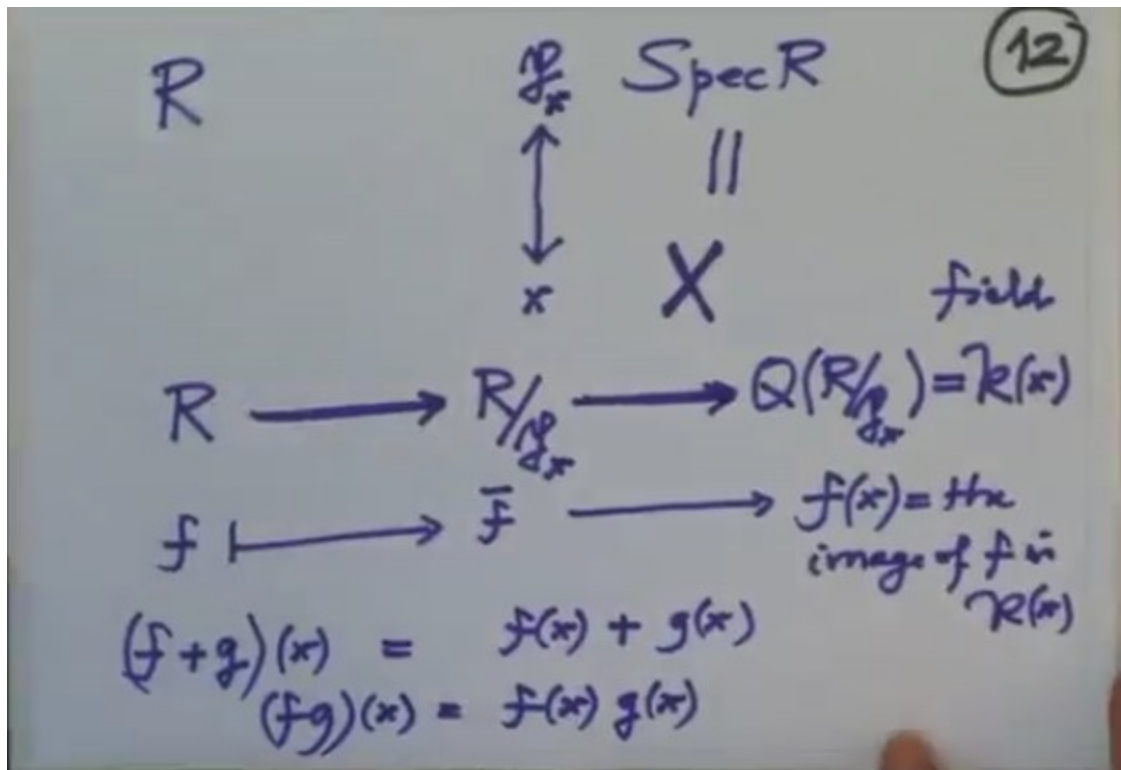 R 𝔭ₓ Spec R 12
↕ ||
x X
field
R ⟶ R/𝔭ₓ ⟶ Q(R/𝔭ₓ) = k(x)
f ⟼ f̄ ⟶ f(x) = the
image of f in
k(x)
(f+g)(x) = f(x) + g(x)
(fg)(x) = f(x) g(x)